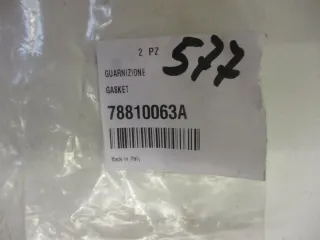 2 PZ
577
GUARNIZIONE
GASKET
78810063A
Made in Italy